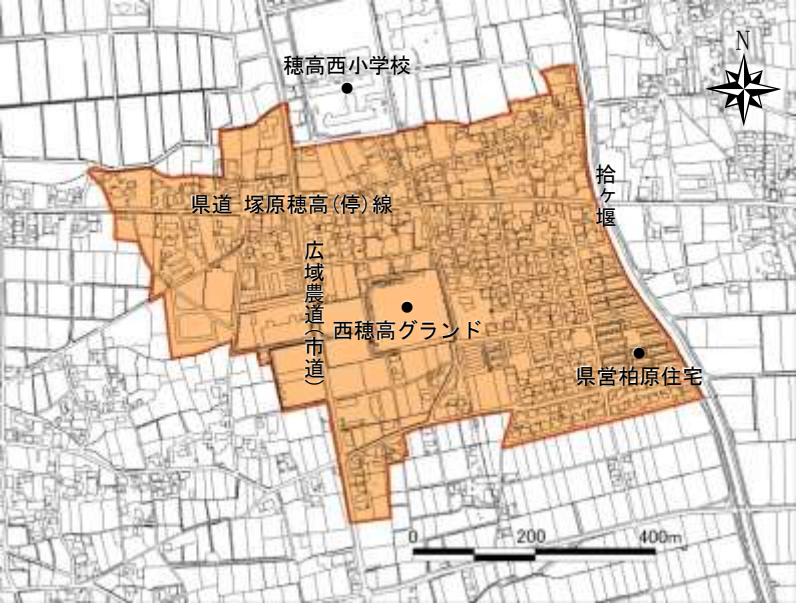 穂高西小学校
N
拾ヶ堰
県道 塚原穂高(停)線
広域農道(市道)
西穂高グランド
県営柏原住宅
0 200 400m